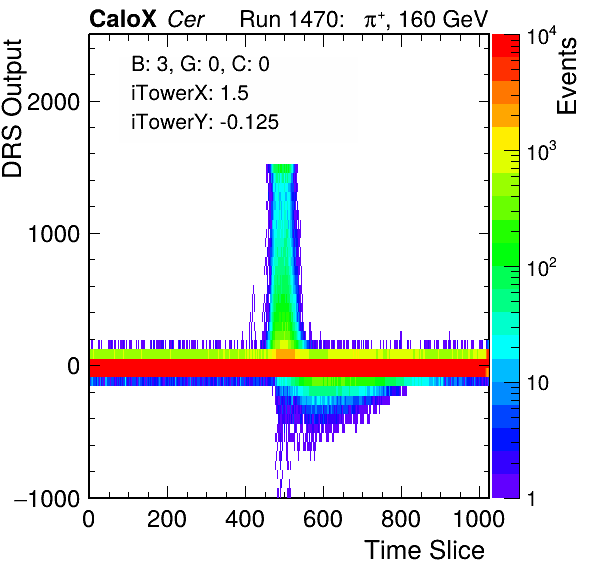 CaloX Cer Run 1470: π⁺, 160 GeV
B: 3, G: 0, C: 0
iTowerX: 1.5
iTowerY: -0.125
DRS Output
2000
1000
0
−1000
0 200 400 600 800 1000
Time Slice
10⁴
10³
10²
10
1
Events